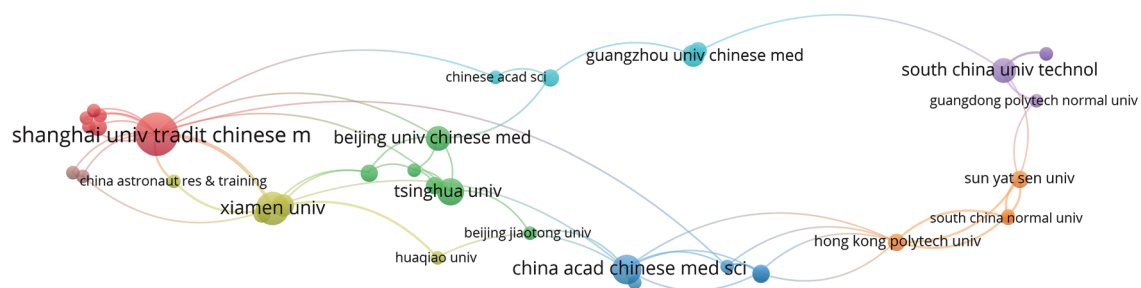 guangzhou univ chinese med
chinese acad sci
south china univ technol
guangdong polytech normal univ
shanghai univ tradit chinese m
beijing univ chinese med
china astronaut res & training
tsinghua univ
sun yat sen univ
xiamen univ
south china normal univ
beijing jiaotong univ
hong kong polytech univ
huaqiao univ
china acad chinese med sci